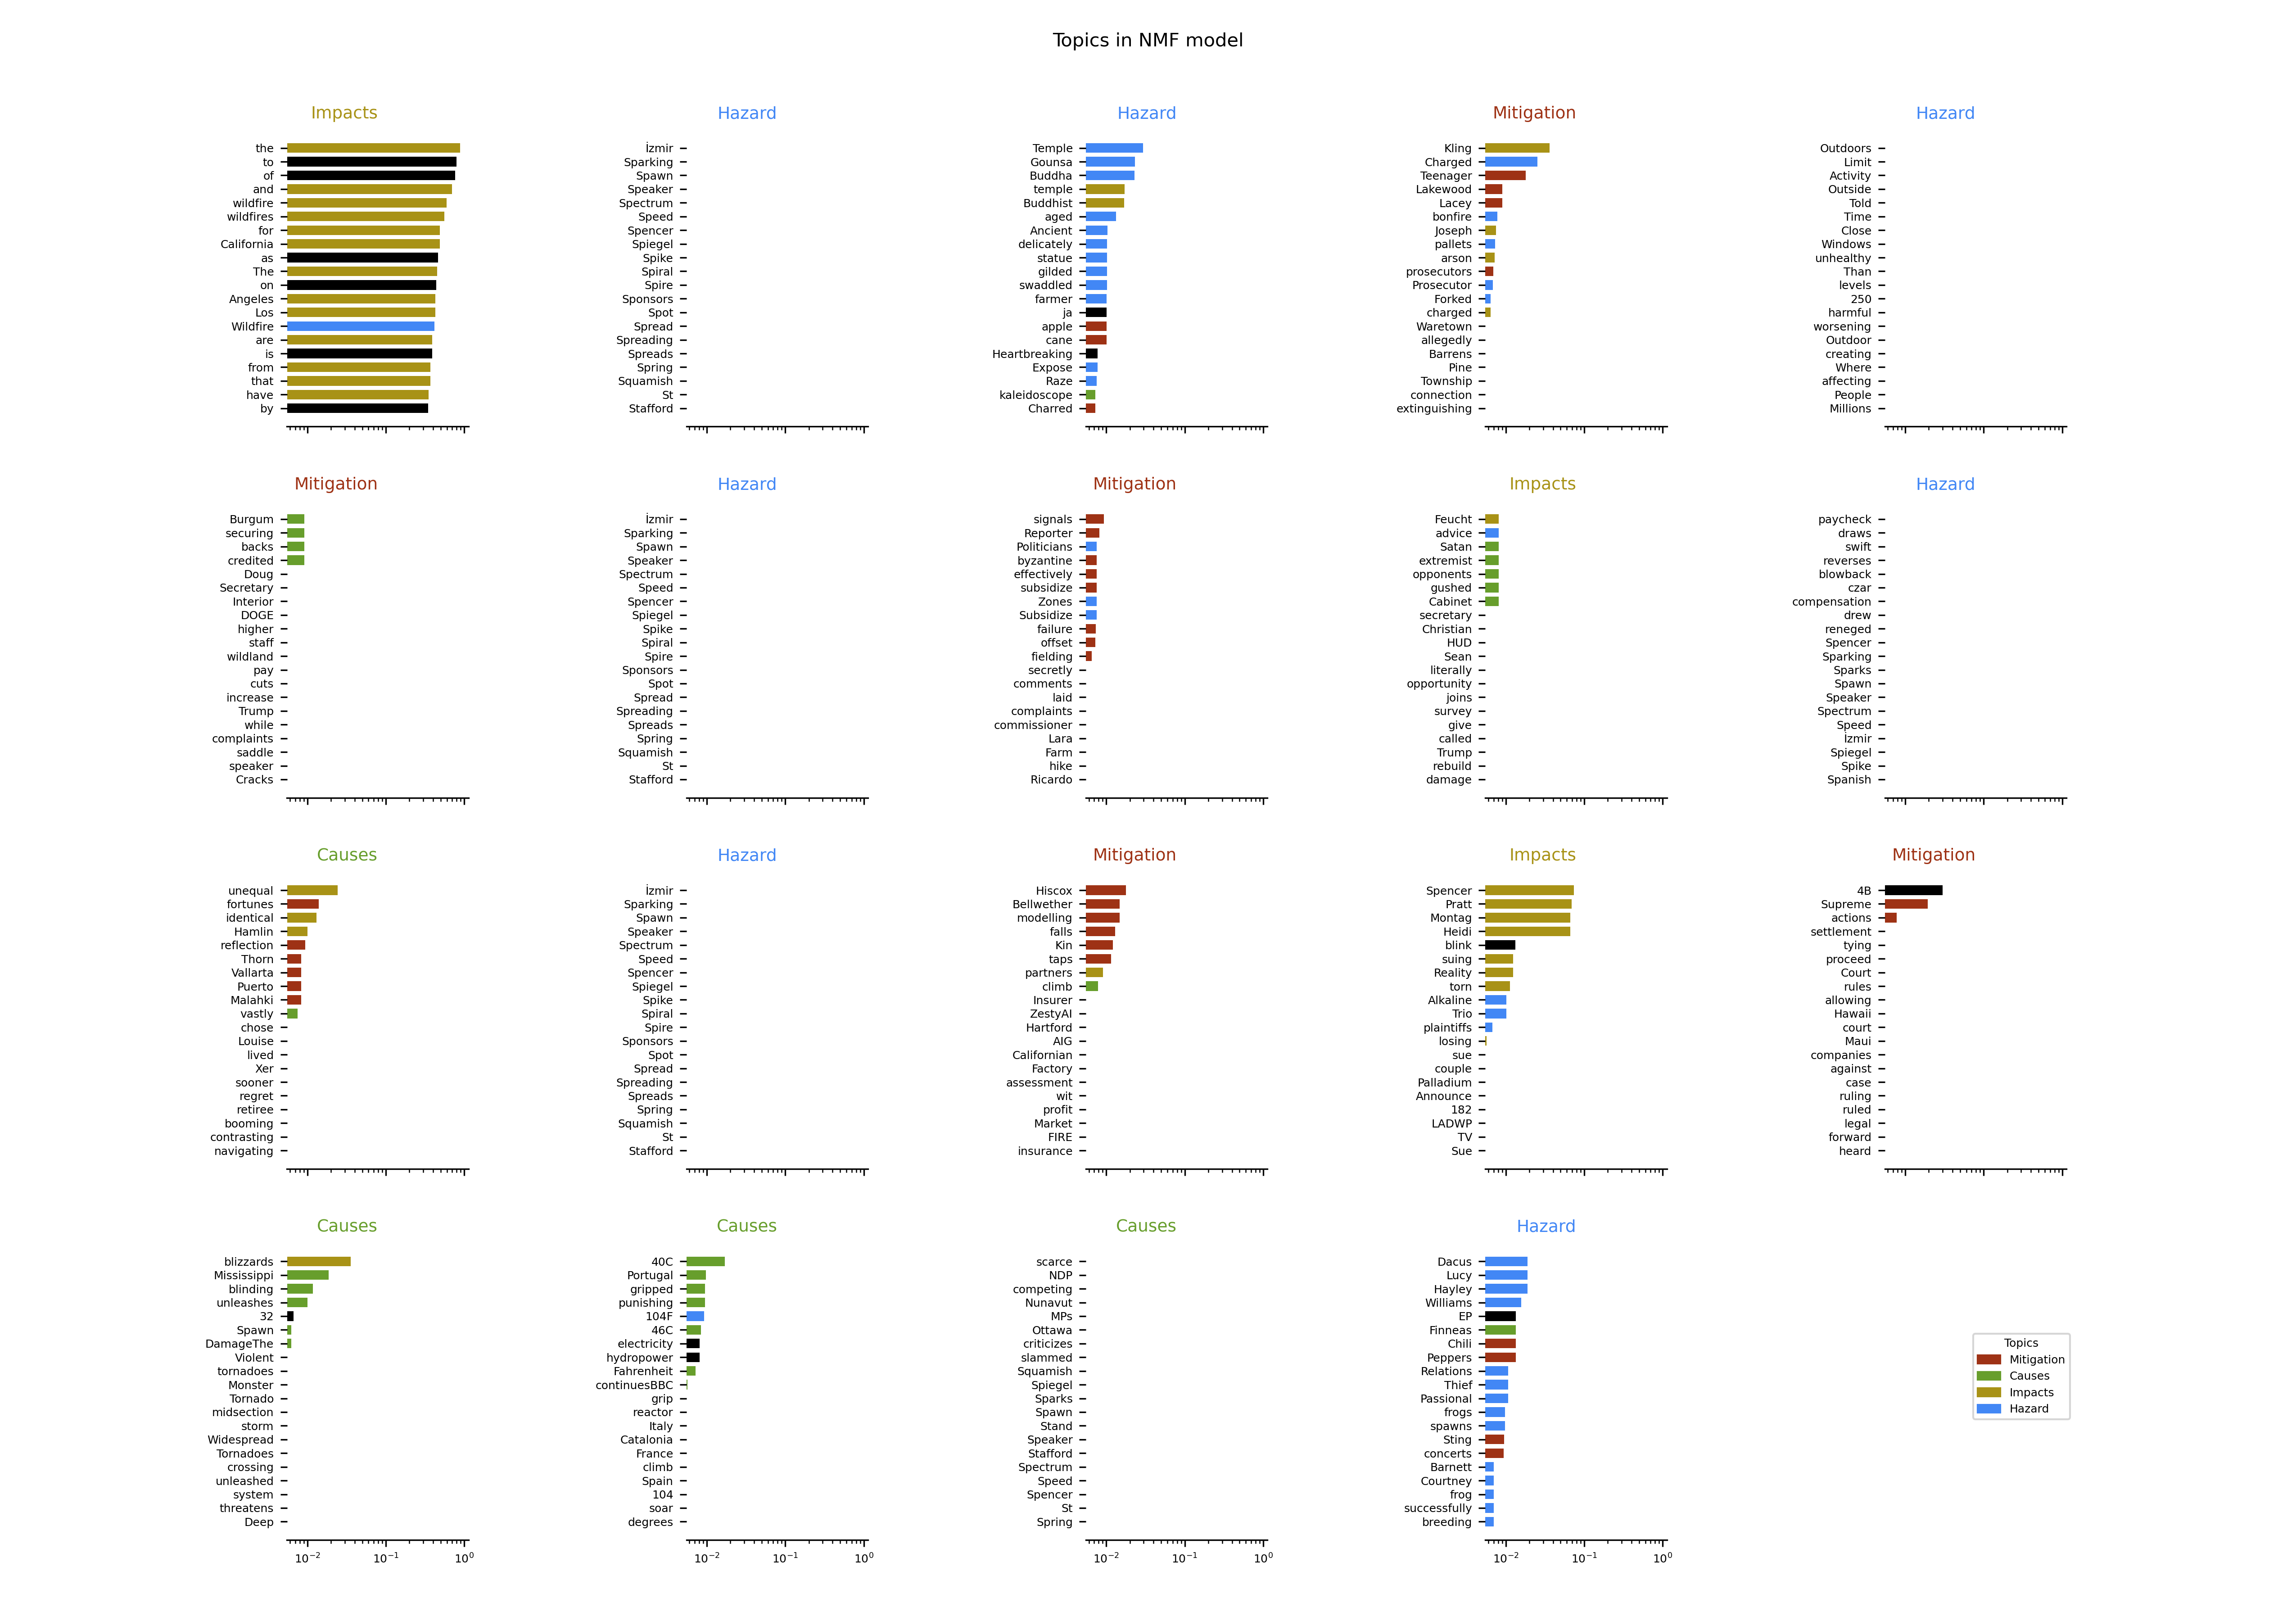 Topics in NMF model
Impacts
the
to
of
and
wildfire
wildfires
for
California
as
The
on
Angeles
Los
Wildfire
are
is
from
that
have
by
Hazard
İzmir
Sparking
Spawn
Speaker
Spectrum
Speed
Spencer
Spiegel
Spike
Spiral
Spire
Sponsors
Spot
Spread
Spreading
Spreads
Spring
Squamish
St
Stafford
Hazard
Temple
Gounsa
Buddha
temple
Buddhist
aged
Ancient
delicately
statue
gilded
swaddled
farmer
ja
apple
cane
Heartbreaking
Expose
Raze
kaleidoscope
Charred
Mitigation
Kling
Charged
Teenager
Lakewood
Lacey
bonfire
Joseph
pallets
arson
prosecutors
Prosecutor
Forked
charged
Waretown
allegedly
Barrens
Pine
Township
connection
extinguishing
Hazard
Outdoors
Limit
Activity
Outside
Told
Time
Close
Windows
unhealthy
Than
levels
250
harmful
worsening
Outdoor
creating
Where
affecting
People
Millions
Mitigation
Burgum
securing
backs
credited
Doug
Secretary
Interior
DOGE
higher
staff
wildland
pay
cuts
increase
Trump
while
complaints
saddle
speaker
Cracks
Hazard
İzmir
Sparking
Spawn
Speaker
Spectrum
Speed
Spencer
Spiegel
Spike
Spiral
Spire
Sponsors
Spot
Spread
Spreading
Spreads
Spring
Squamish
St
Stafford
Mitigation
signals
Reporter
Politicians
byzantine
effectively
subsidize
Zones
Subsidize
failure
offset
fielding
secretly
comments
laid
complaints
commissioner
Lara
Farm
hike
Ricardo
Impacts
Feucht
advice
Satan
extremist
opponents
gushed
Cabinet
secretary
Christian
HUD
Sean
literally
opportunity
joins
survey
give
called
Trump
rebuild
damage
Hazard
paycheck
draws
swift
reverses
blowback
czar
compensation
drew
reneged
Spencer
Sparking
Sparks
Spawn
Speaker
Spectrum
Speed
İzmir
Spiegel
Spike
Spanish
Causes
unequal
fortunes
identical
Hamlin
reflection
Thorn
Vallarta
Puerto
Malahki
vastly
chose
Louise
lived
Xer
sooner
regret
retiree
booming
contrasting
navigating
Hazard
İzmir
Sparking
Spawn
Speaker
Spectrum
Speed
Spencer
Spiegel
Spike
Spiral
Spire
Sponsors
Spot
Spread
Spreading
Spreads
Spring
Squamish
St
Stafford
Mitigation
Hiscox
Bellwether
modelling
falls
Kin
taps
partners
climb
Insurer
ZestyAI
Hartford
AIG
Californian
Factory
assessment
wit
profit
Market
FIRE
insurance
Impacts
Spencer
Pratt
Montag
Heidi
blink
suing
Reality
torn
Alkaline
Trio
plaintiffs
losing
sue
couple
Palladium
Announce
182
LADWP
TV
Sue
Mitigation
4B
Supreme
actions
settlement
tying
proceed
Court
rules
allowing
Hawaii
court
Maui
companies
against
case
ruling
ruled
legal
forward
heard
Causes
blizzards
Mississippi
blinding
unleashes
32
Spawn
DamageThe
Violent
tornadoes
Monster
Tornado
midsection
storm
Widespread
Tornadoes
crossing
unleashed
system
threatens
Deep
10⁻² 10⁻¹ 10⁰
Causes
40C
Portugal
gripped
punishing
104F
46C
electricity
hydropower
Fahrenheit
continuesBBC
grip
reactor
Italy
Catalonia
France
climb
Spain
104
soar
degrees
10⁻² 10⁻¹ 10⁰
Causes
scarce
NDP
competing
Nunavut
MPs
Ottawa
criticizes
slammed
Squamish
Spiegel
Sparks
Spawn
Stand
Speaker
Stafford
Spectrum
Speed
Spencer
St
Spring
10⁻² 10⁻¹ 10⁰
Hazard
Dacus
Lucy
Hayley
Williams
EP
Finneas
Chili
Peppers
Relations
Thief
Passional
frogs
spawns
Sting
concerts
Barnett
Courtney
frog
successfully
breeding
10⁻² 10⁻¹ 10⁰
Topics
Mitigation
Causes
Impacts
Hazard